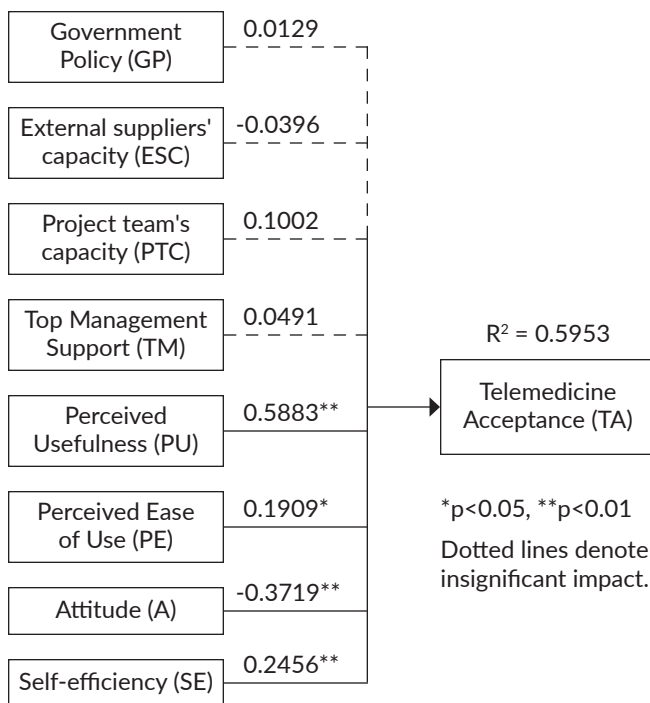 Government
Policy (GP)
0.0129
External suppliers'
capacity (ESC)
-0.0396
Project team's
capacity (PTC)
0.1002
Top Management
Support (TM)
0.0491
Perceived
Usefulness (PU)
0.5883**
Perceived Ease
of Use (PE)
0.1909*
Attitude (A)
-0.3719**
Self-efficiency (SE)
0.2456**
R² = 0.5953
Telemedicine
Acceptance (TA)
*p<0.05, **p<0.01
Dotted lines denote
insignificant impact.